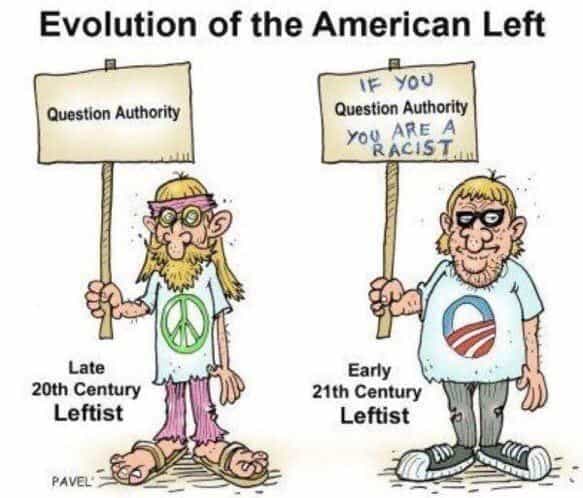 Evolution of the American Left
Question Authority
IF YOU
Question Authority
YOU ARE A
RACIST
Late
20th Century
Leftist
Early
21th Century
Leftist
PAVEL